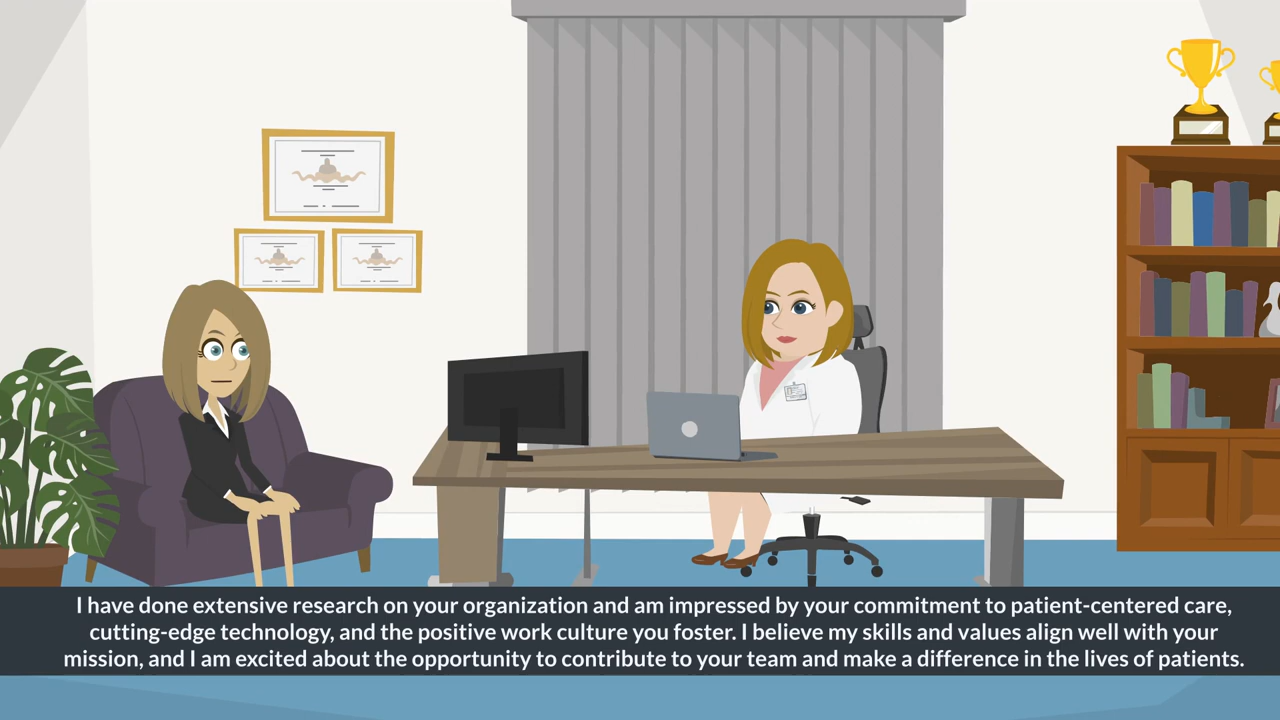 I have done extensive research on your organization and am impressed by your commitment to patient-centered care,
cutting-edge technology, and the positive work culture you foster. I believe my skills and values align well with your
mission, and I am excited about the opportunity to contribute to your team and make a difference in the lives of patients.